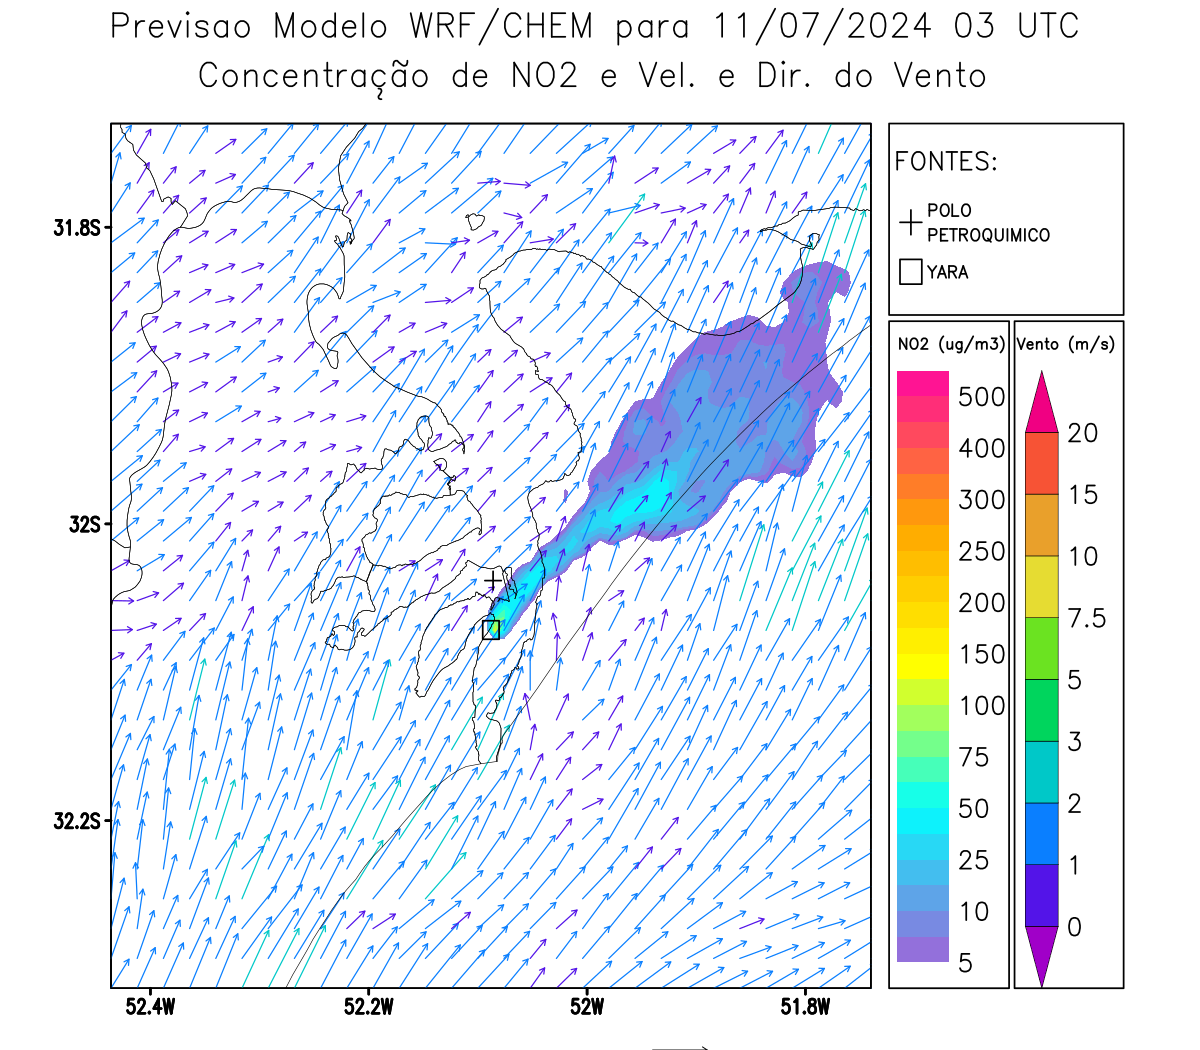 Previsao Modelo WRF/CHEM para 11/07/2024 03 UTC
Concentração de NO2 e Vel. e Dir. do Vento
FONTES:
POLO
PETROQUIMICO
YARA
NO2 (ug/m3)
500
400
300
250
200
150
100
75
50
25
10
5
Vento (m/s)
20
15
10
7.5
5
3
2
1
0
31.8S
32S
32.2S
52.4W
52.2W
52W
51.8W